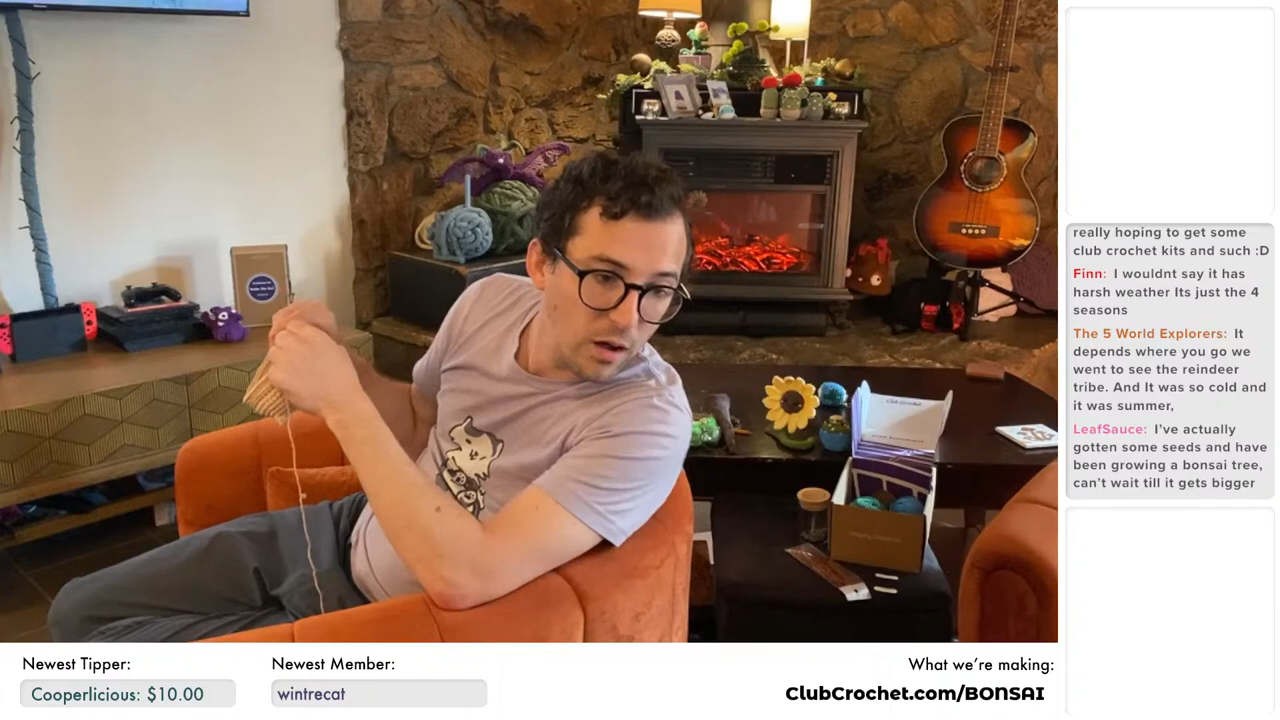 really hoping to get some
club crochet kits and such :D
Finn: I wouldnt say it has
harsh weather Its just the 4
seasons
The 5 World Explorers: It
depends where you go we
went to see the reindeer
tribe. And It was so cold and
it was summer,
LeafSauce: I've actually
gotten some seeds and have
been growing a bonsai tree,
can't wait till it gets bigger
Newest Tipper:
Cooperlicious: $10.00
Newest Member:
wintrecat
What we're making:
ClubCrochet.com/BONSAI